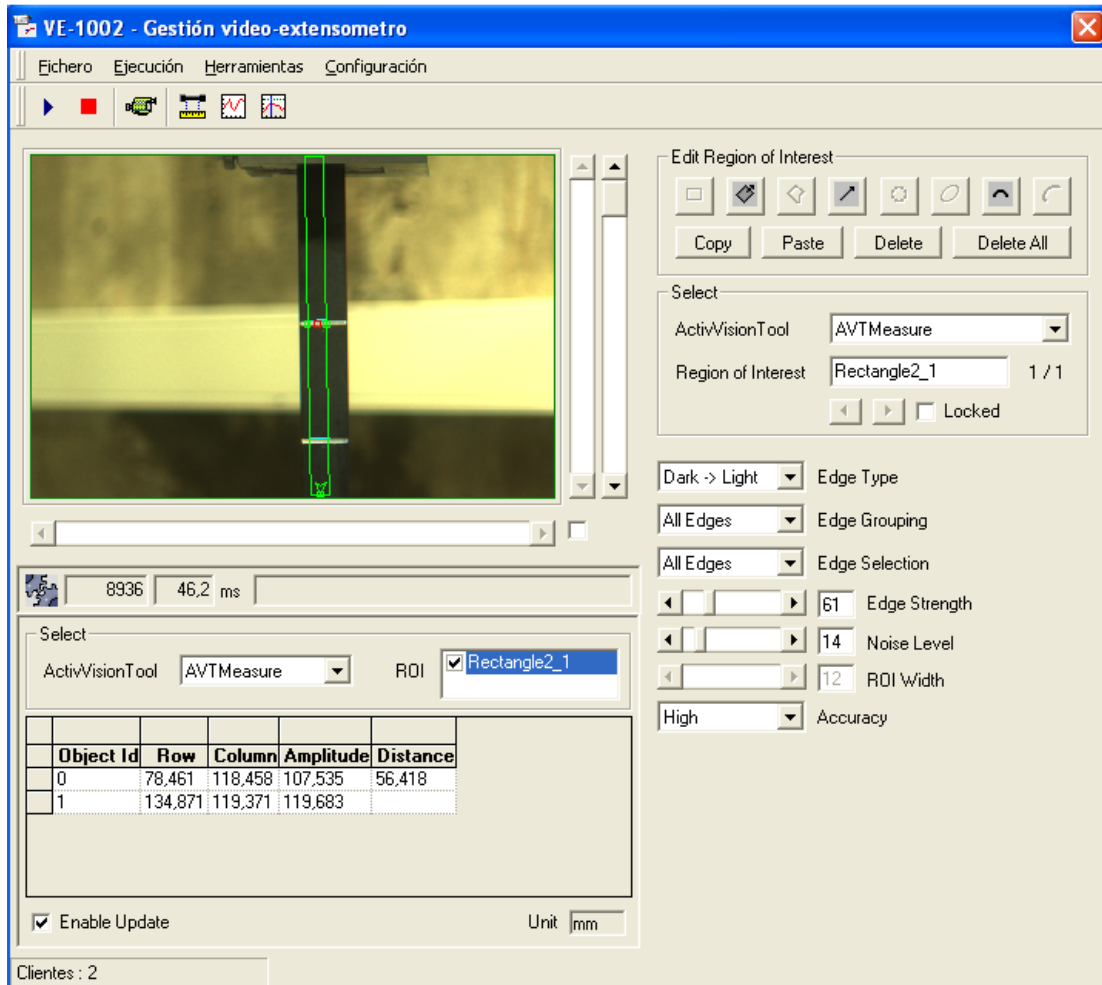 VE-1002 - Gestión video-extensometro
Fichero Ejecución Herramientas Configuración
Edit Region of Interest
Copy Paste Delete Delete All
Select
ActivVisionTool AVTMeasure
Region of Interest Rectangle2_1 1 / 1
Locked
Dark -> Light Edge Type
All Edges Edge Grouping
All Edges Edge Selection
61 Edge Strength
14 Noise Level
12 ROI Width
High Accuracy
8936 46,2 ms
Select
ActivVisionTool AVTMeasure ROI Rectangle2_1
Object Id Row Column Amplitude Distance
0 78,461 118,458 107,535 56,418
1 134,871 119,371 119,683
Enable Update Unit mm
Clientes : 2